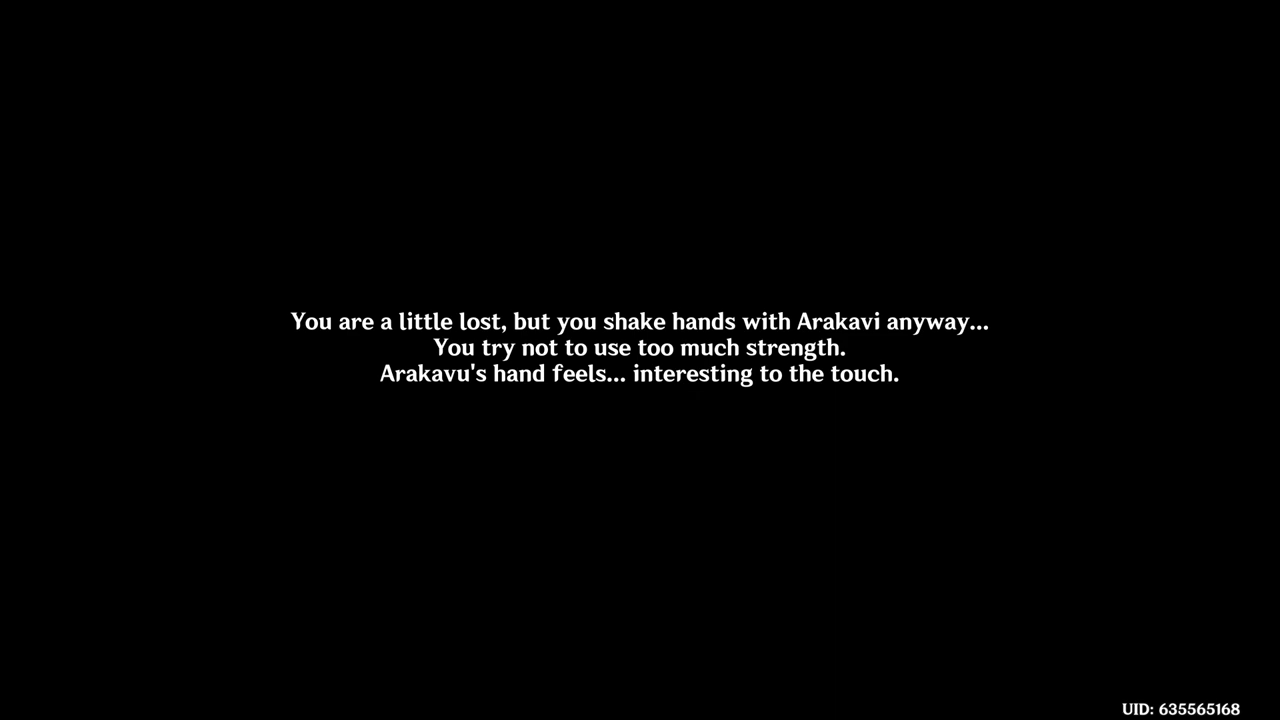 You are a little lost, but you shake hands with Arakavi anyway...
You try not to use too much strength.
Arakavu's hand feels... interesting to the touch.
UID: 635565168